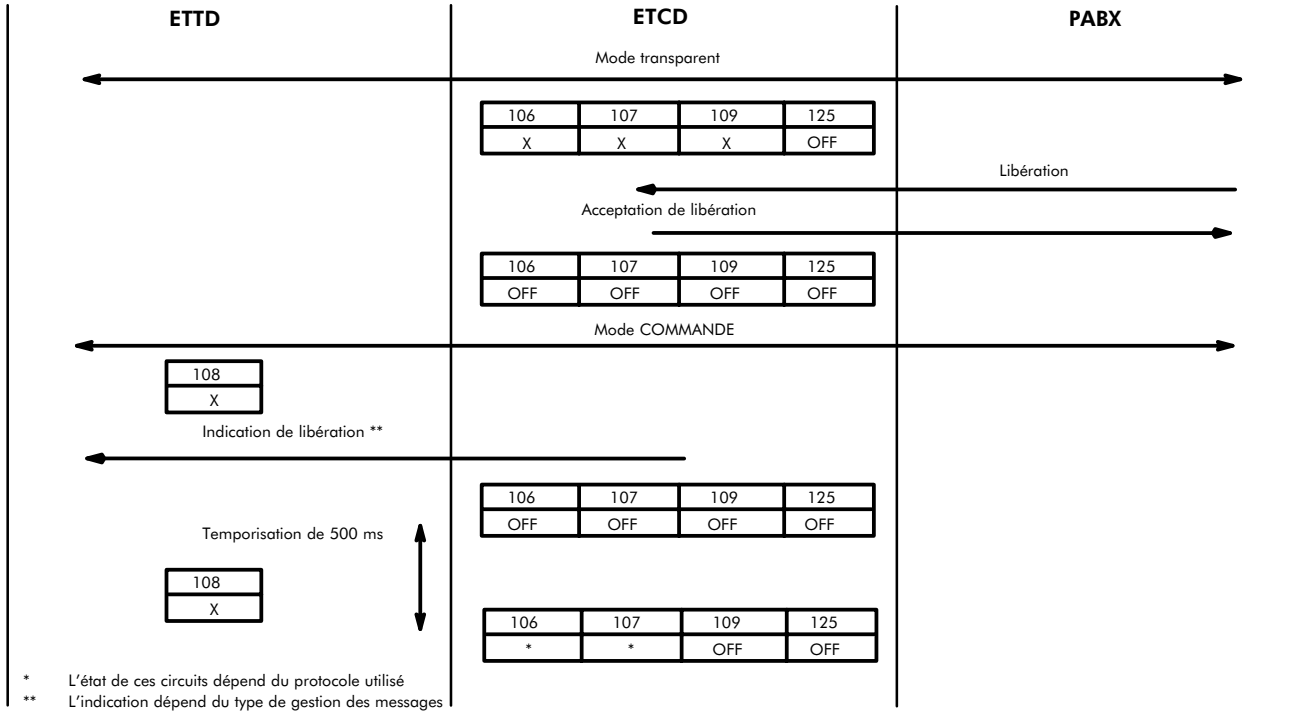 ETTD ETCD PABX
Mode transparent
106 107 109 125
X X X OFF
Libération
Acceptation de libération
106 107 109 125
OFF OFF OFF OFF
Mode COMMANDE
108
X
Indication de libération **
106 107 109 125
OFF OFF OFF OFF
Temporisation de 500 ms
108
X
106 107 109 125
* * OFF OFF
* L'état de ces circuits dépend du protocole utilisé
** L'indication dépend du type de gestion des messages